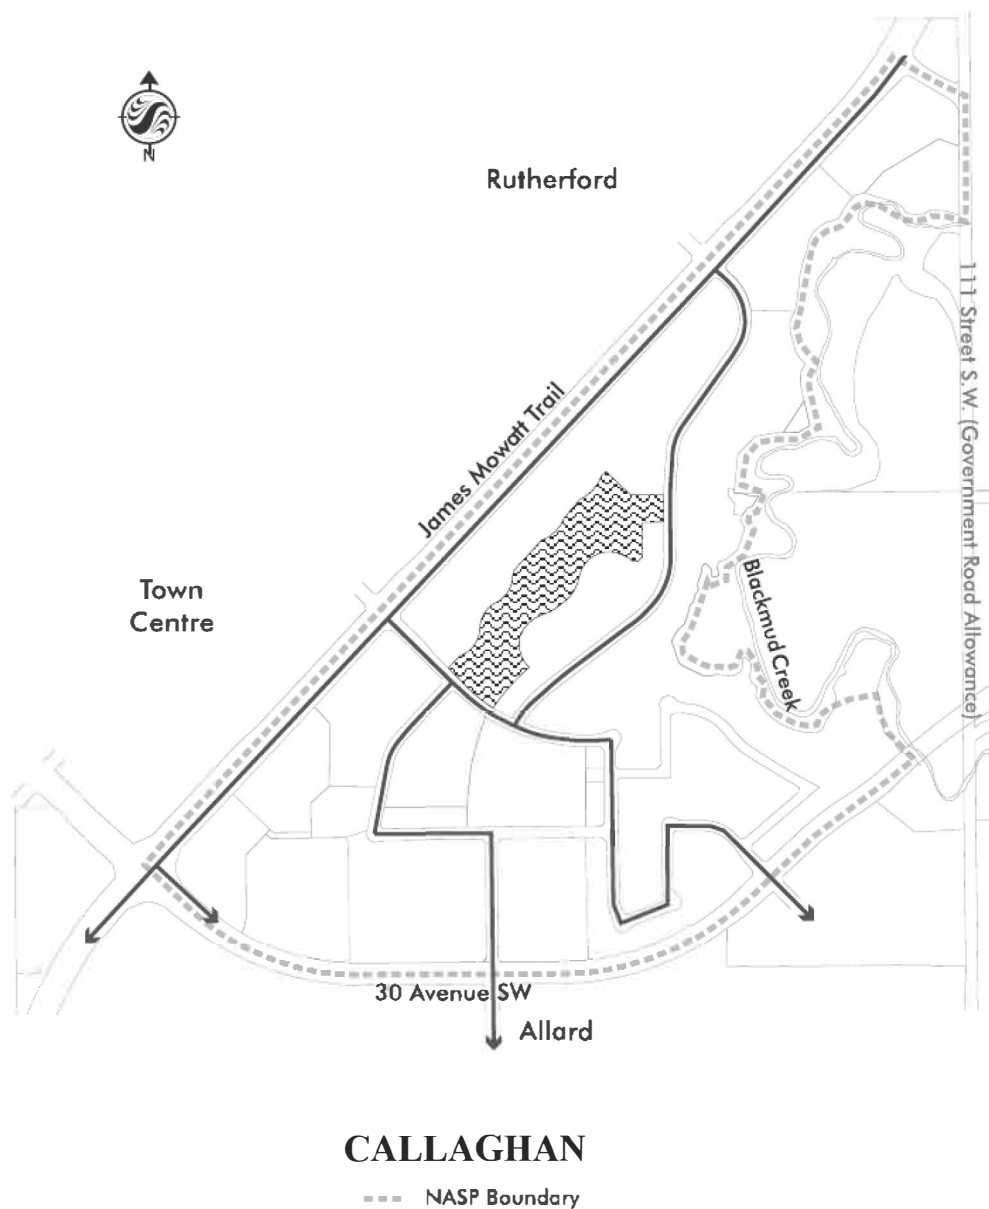 N
Rutherford
111 Street S.W. (Government Road Allowance)
James Mowatt Trail
Town
Centre
Blackmud Creek
30 Avenue SW
Allard
CALLAGHAN
NASP Boundary